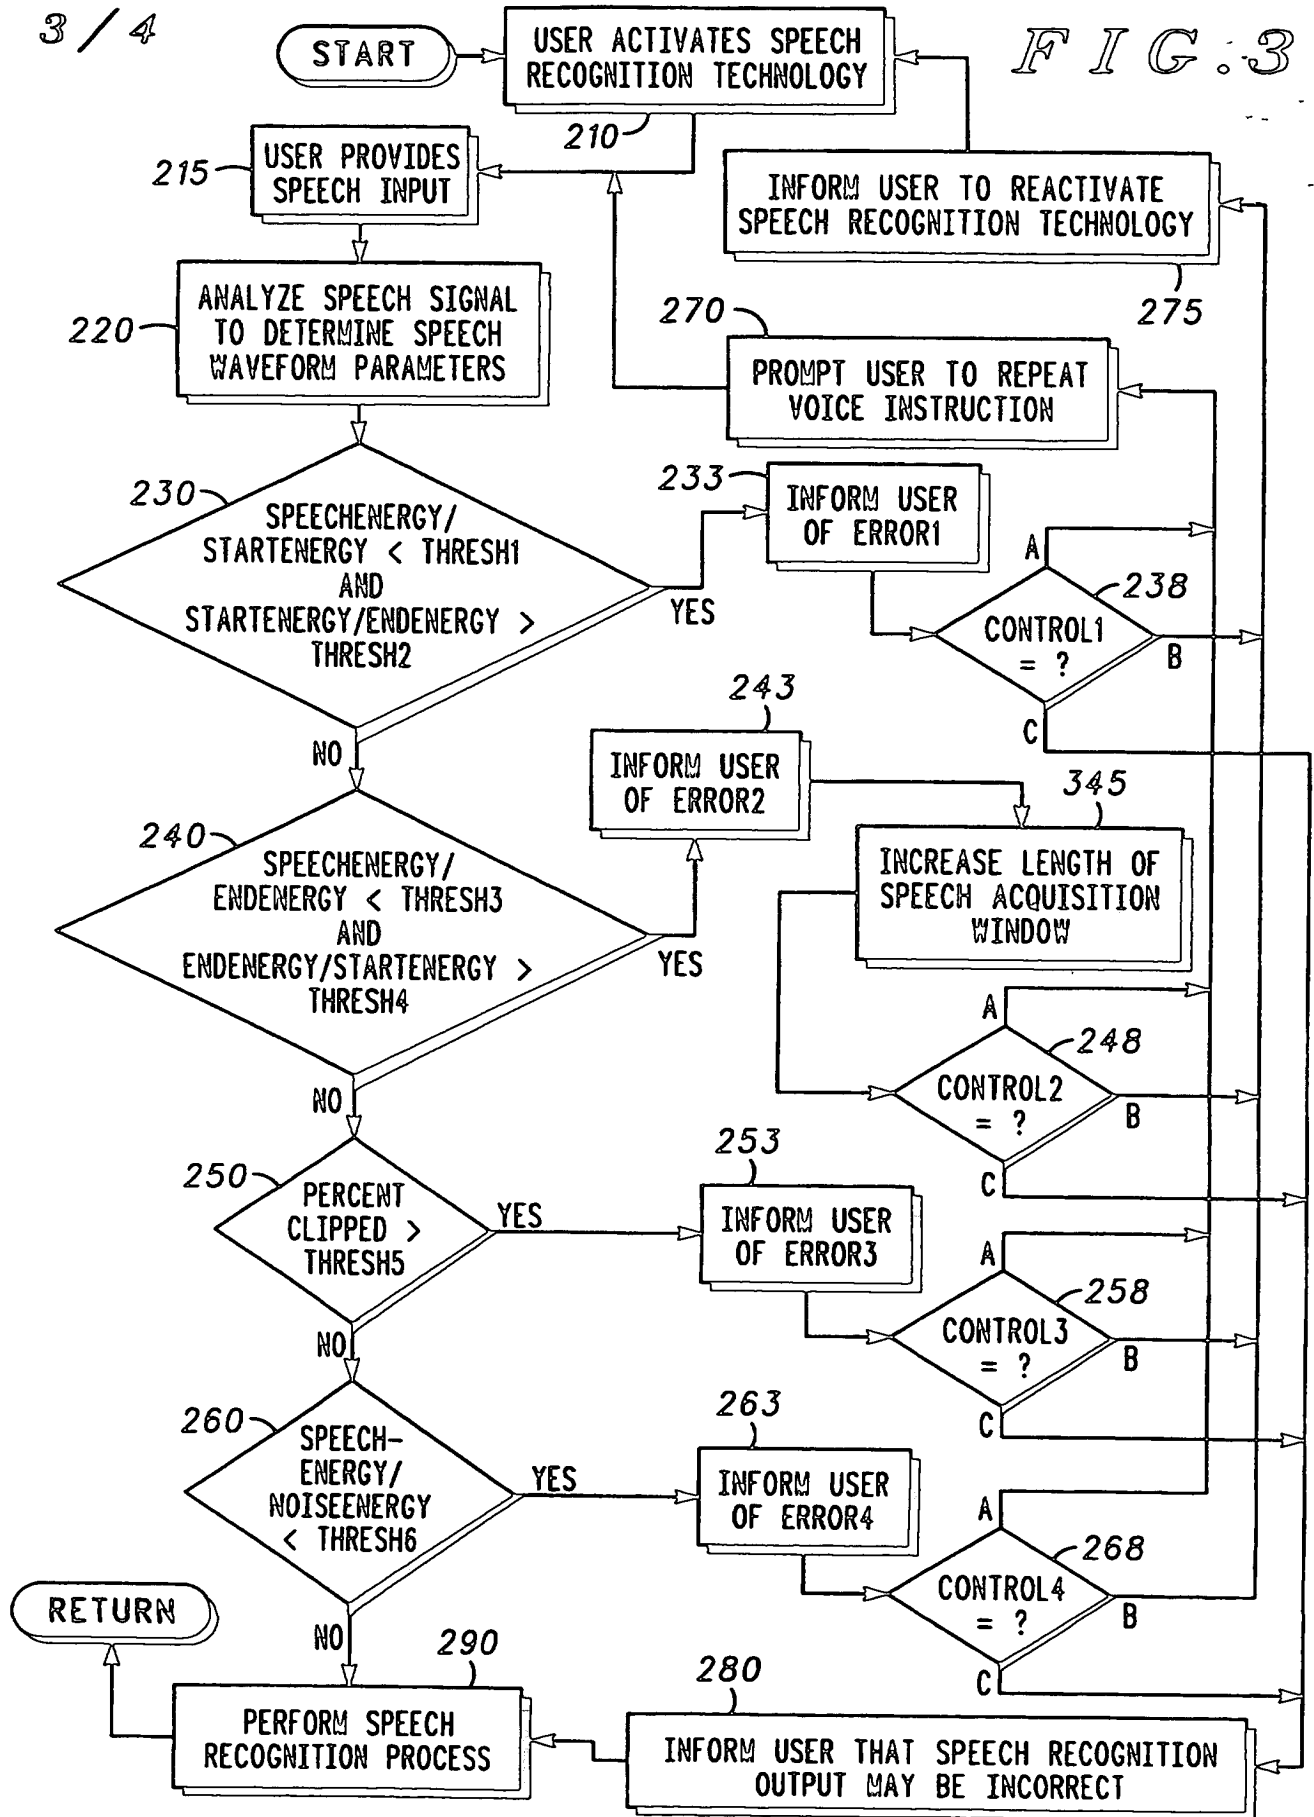 3/4
START
USER ACTIVATES SPEECH
RECOGNITION TECHNOLOGY
FIG.3
210
215
USER PROVIDES
SPEECH INPUT
INFORM USER TO REACTIVATE
SPEECH RECOGNITION TECHNOLOGY
275
220
ANALYZE SPEECH SIGNAL
TO DETERMINE SPEECH
WAVEFORM PARAMETERS
270
PROMPT USER TO REPEAT
VOICE INSTRUCTION
230
SPEECHENERGY/
STARTENERGY < THRESH1
AND
STARTENERGY/ENDENERGY >
THRESH2
YES
NO
233
INFORM USER
OF ERROR1
A
238
CONTROL1
= ?
B
C
243
INFORM USER
OF ERROR2
345
INCREASE LENGTH OF
SPEECH ACQUISITION
WINDOW
240
SPEECHENERGY/
ENDENERGY < THRESH3
AND
ENDENERGY/STARTENERGY >
THRESH4
YES
NO
A
248
CONTROL2
= ?
B
C
250
PERCENT
CLIPPED >
THRESH5
YES
NO
253
INFORM USER
OF ERROR3
A
258
CONTROL3
= ?
B
C
260
SPEECH-
ENERGY/
NOISEENERGY
< THRESH6
YES
NO
263
INFORM USER
OF ERROR4
A
268
CONTROL4
= ?
B
C
RETURN
290
PERFORM SPEECH
RECOGNITION PROCESS
280
INFORM USER THAT SPEECH RECOGNITION
OUTPUT MAY BE INCORRECT